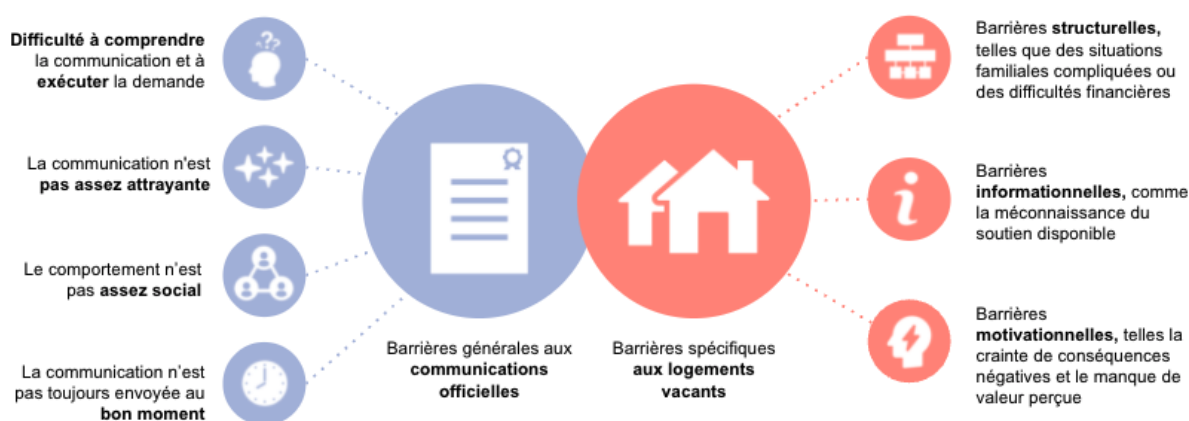 Difficulté à comprendre
la communication et à
exécuter la demande
La communication n'est
pas assez attrayante
Le comportement n'est
pas assez social
La communication n'est
pas toujours envoyée au
bon moment
Barrières générales aux
communications
officielles
Barrières spécifiques
aux logements
vacants
Barrières structurelles,
telles que des situations
familiales compliquées ou
des difficultés financières
Barrières
informationnelles, comme
la méconnaissance du
soutien disponible
Barrières
motivationnelles, telles la
crainte de conséquences
négatives et le manque de
valeur perçue